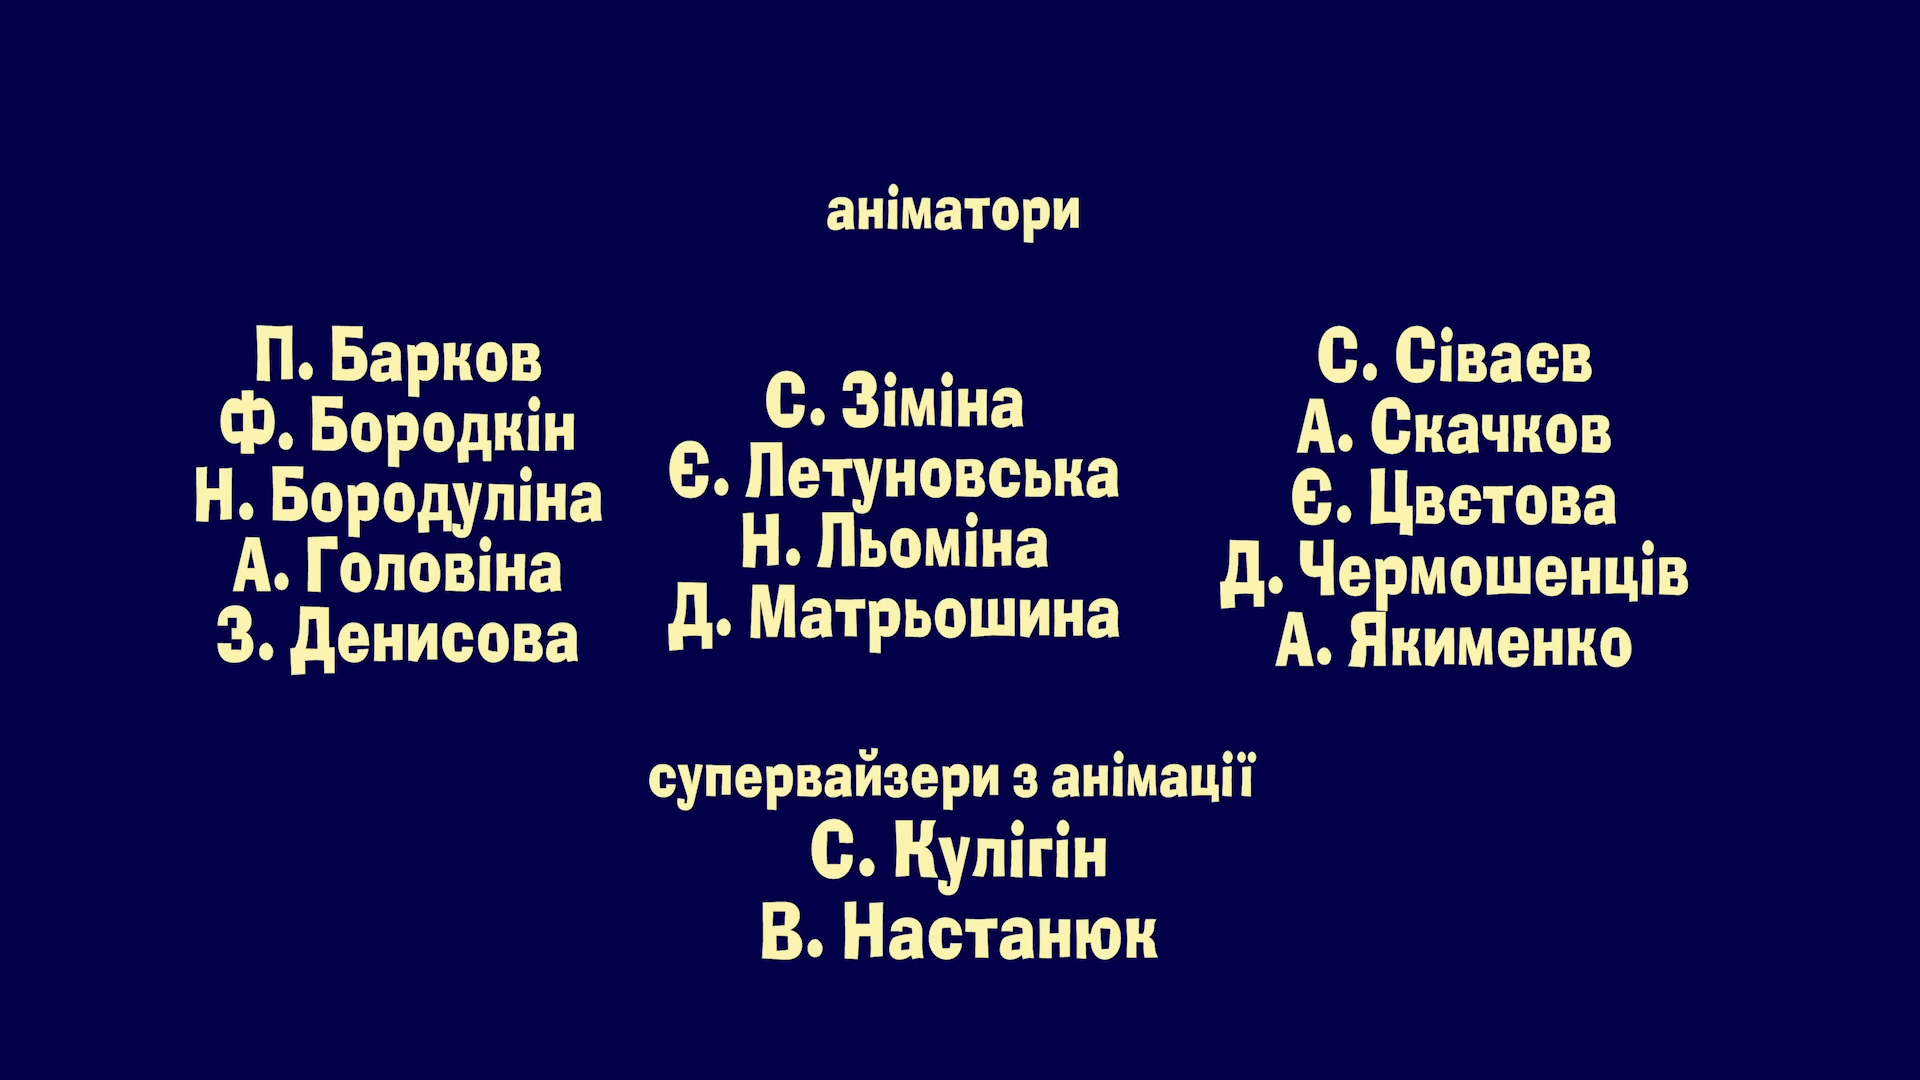 аніматори
П. Барков
Ф. Бородкін
Н. Бородуліна
А. Головіна
З. Денисова
С. Зіміна
Є. Летуновська
Н. Льоміна
Д. Матрьошина
С. Сіваєв
А. Скачков
Є. Цвєтова
Д. Чермошенців
А. Якименко
супервайзери з анімації
С. Кулігін
В. Настанюк